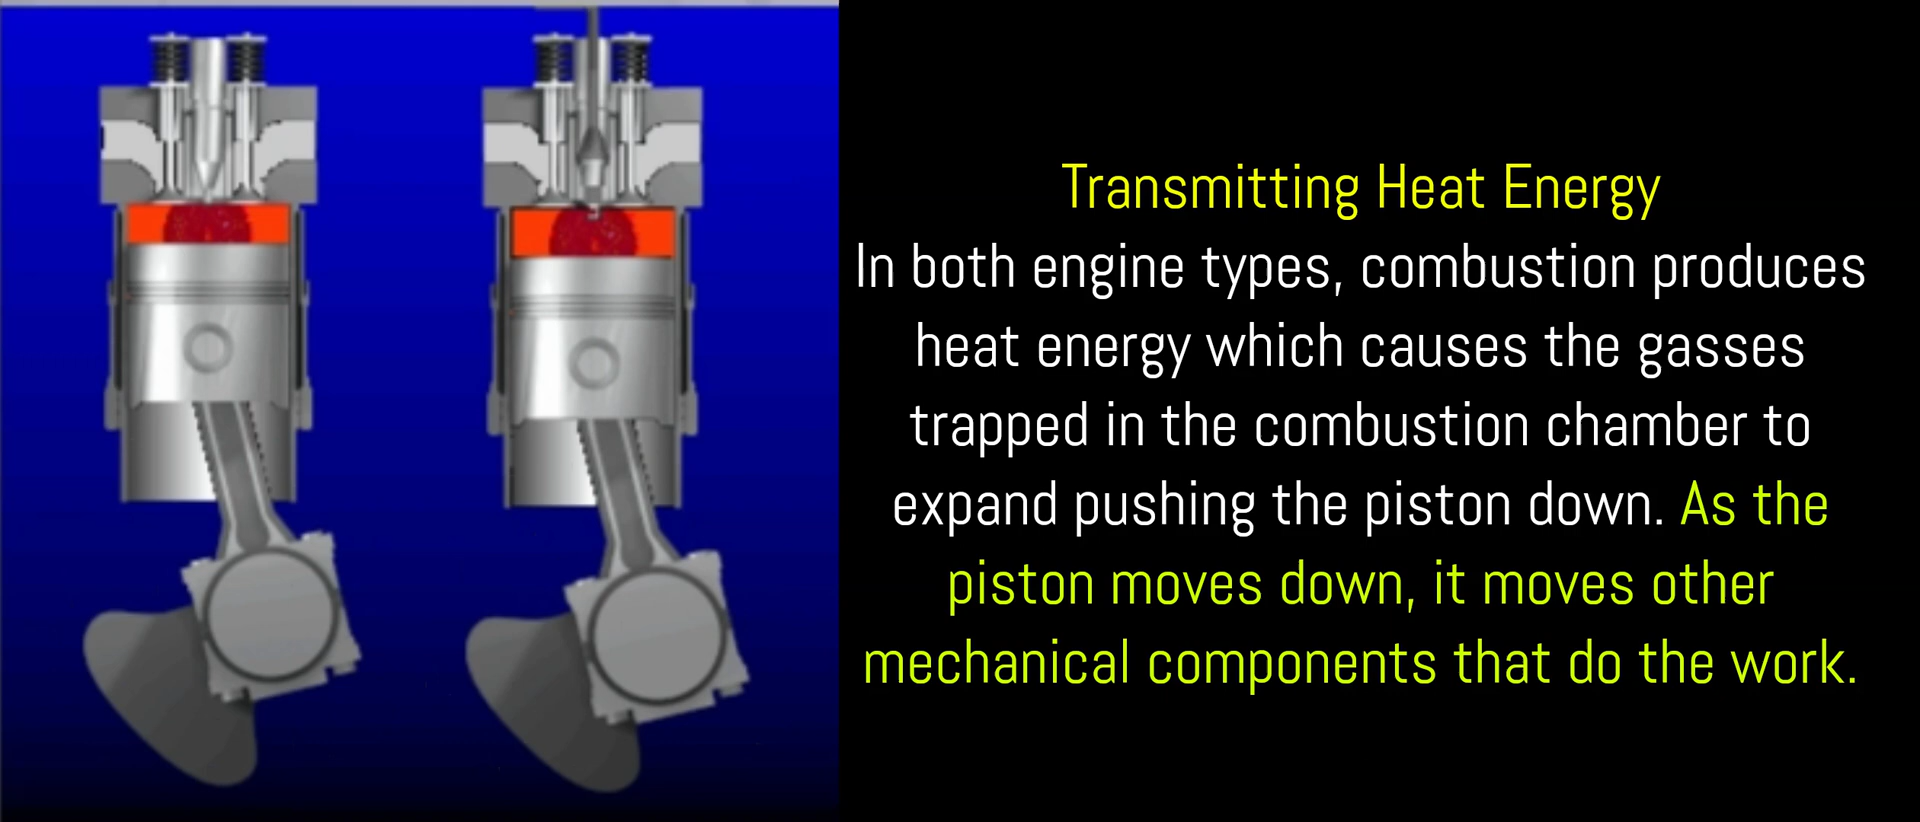 Transmitting Heat Energy
In both engine types, combustion produces
heat energy which causes the gasses
trapped in the combustion chamber to
expand pushing the piston down. As the
piston moves down, it moves other
mechanical components that do the work.